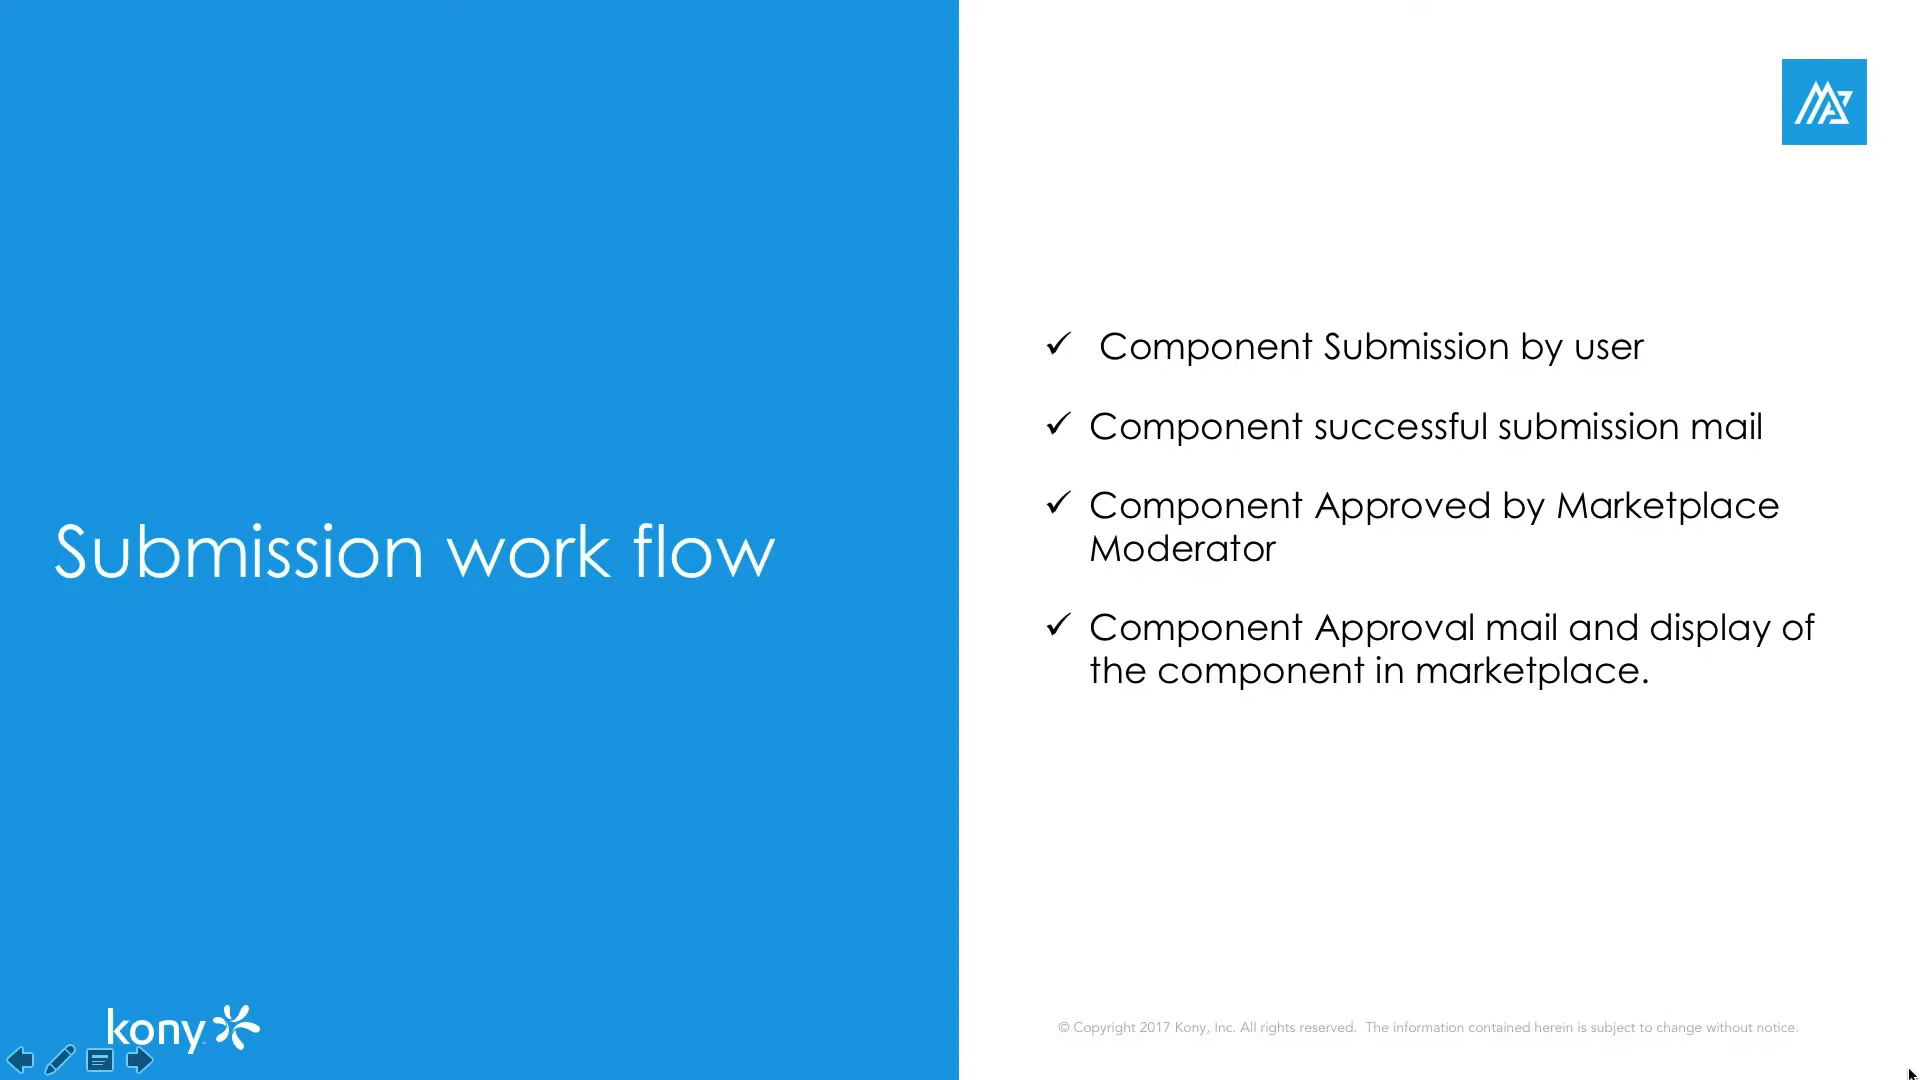 Submission work flow
✓ Component Submission by user
✓ Component successful submission mail
✓ Component Approved by Marketplace
Moderator
✓ Component Approval mail and display of
the component in marketplace.
kony
© Copyright 2017 Kony, Inc. All rights reserved. The information contained herein is subject to change without notice.